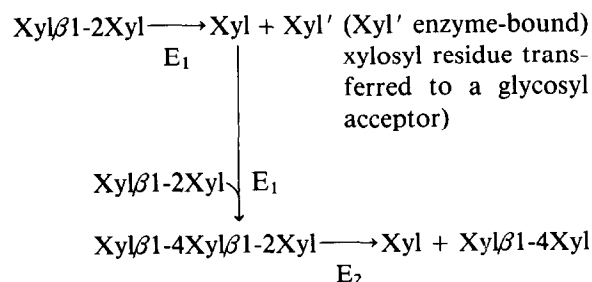 Xylβ1-2Xyl → Xyl + Xyl′ (Xyl′ enzyme-bound)
E₁ xylosyl residue trans-
ferred to a glycosyl
acceptor)
Xylβ1-2Xyl E₁
Xylβ1-4Xylβ1-2Xyl → Xyl + Xylβ1-4Xyl
E₂